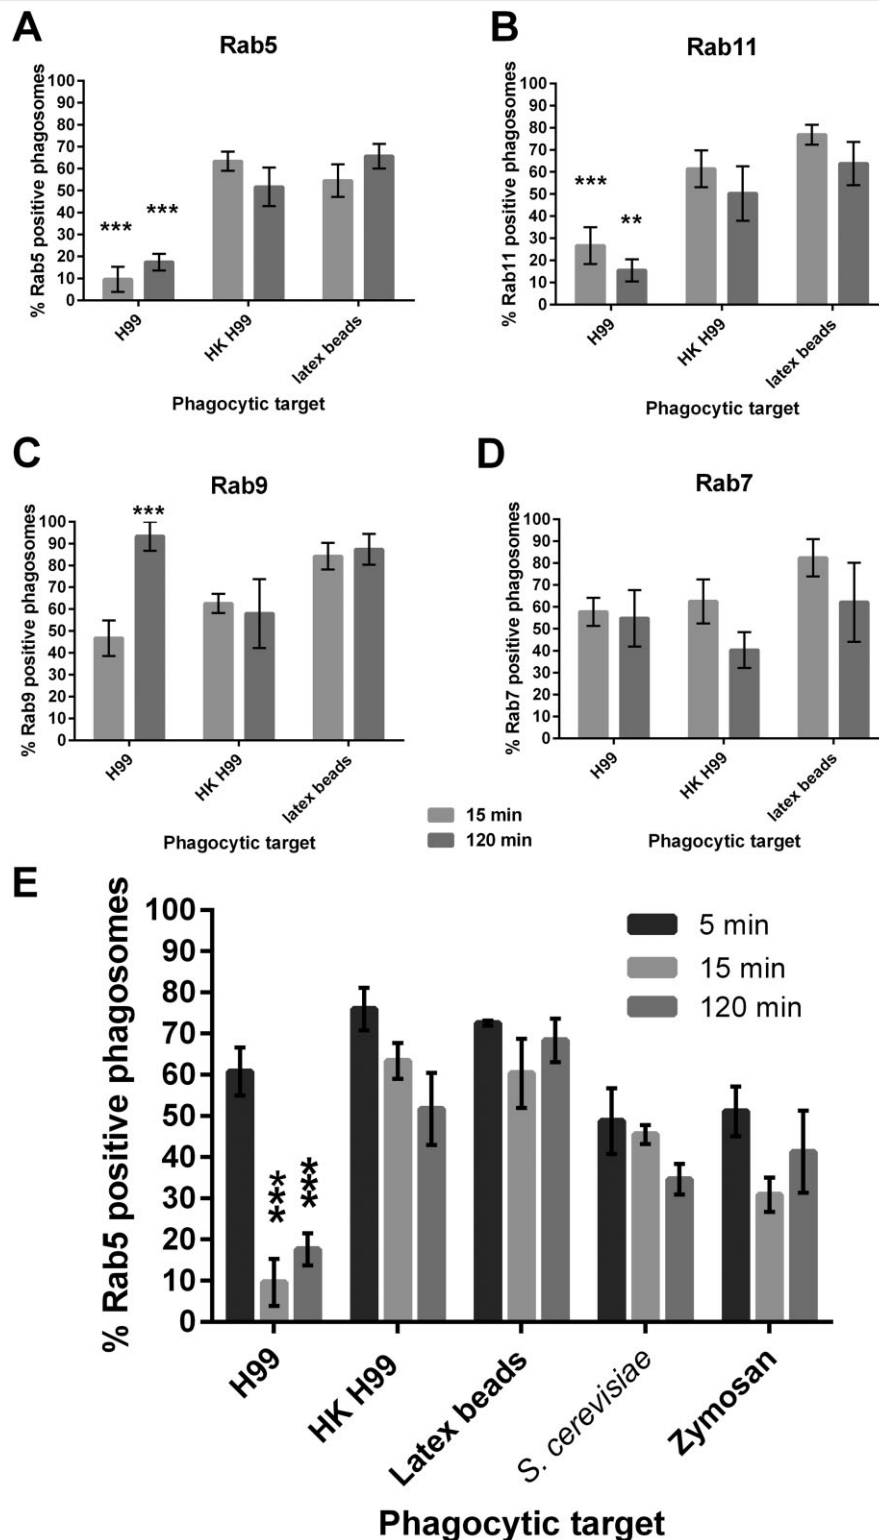 A
Rab5
% Rab5 positive phagosomes
100
90
80
70
60
50
40
30
20
10
0
***
***
H99
HK H99
latex beads
Phagocytic target
B
Rab11
% Rab11 positive phagosomes
100
90
80
70
60
50
40
30
20
10
0
***
**
H99
HK H99
latex beads
Phagocytic target
C
Rab9
% Rab9 positive phagosomes
100
90
80
70
60
50
40
30
20
10
0
***
H99
HK H99
latex beads
Phagocytic target
D
Rab7
% Rab7 positive phagosomes
100
90
80
70
60
50
40
30
20
10
0
H99
HK H99
latex beads
Phagocytic target
15 min
120 min
E
% Rab5 positive phagosomes
100
90
80
70
60
50
40
30
20
10
0
5 min
15 min
120 min
***
***
H99
HK H99
Latex beads
S. cerevisiae
Zymosan
Phagocytic target